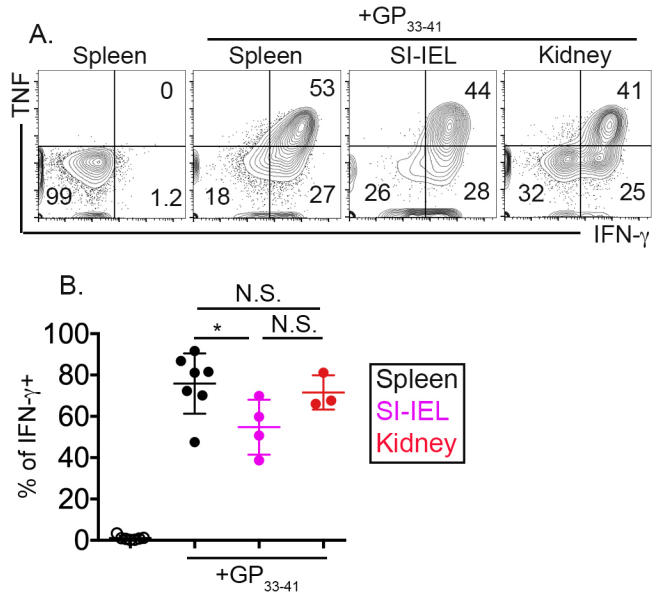 +GP33-41
A.
Spleen Spleen SI-IEL Kidney
TNF
0 53 44 41
99 1.2 18 27 26 28 32 25
IFN-γ
B.
N.S.
* N.S.
% of IFN-γ+
100
80
60
40
20
0
Spleen
SI-IEL
Kidney
+GP33-41